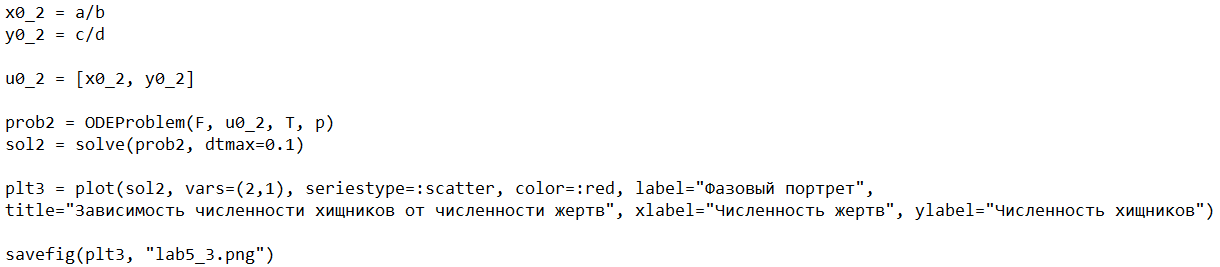 x0_2 = a/b
y0_2 = c/d
u0_2 = [x0_2, y0_2]
prob2 = ODEProblem(F, u0_2, T, p)
sol2 = solve(prob2, dtmax=0.1)
plt3 = plot(sol2, vars=(2,1), seriestype=:scatter, color=:red, label="Фазовый портрет",
title="Зависимость численности хищников от численности жертв", xlabel="Численность жертв", ylabel="Численность хищников")
savefig(plt3, "lab5_3.png")